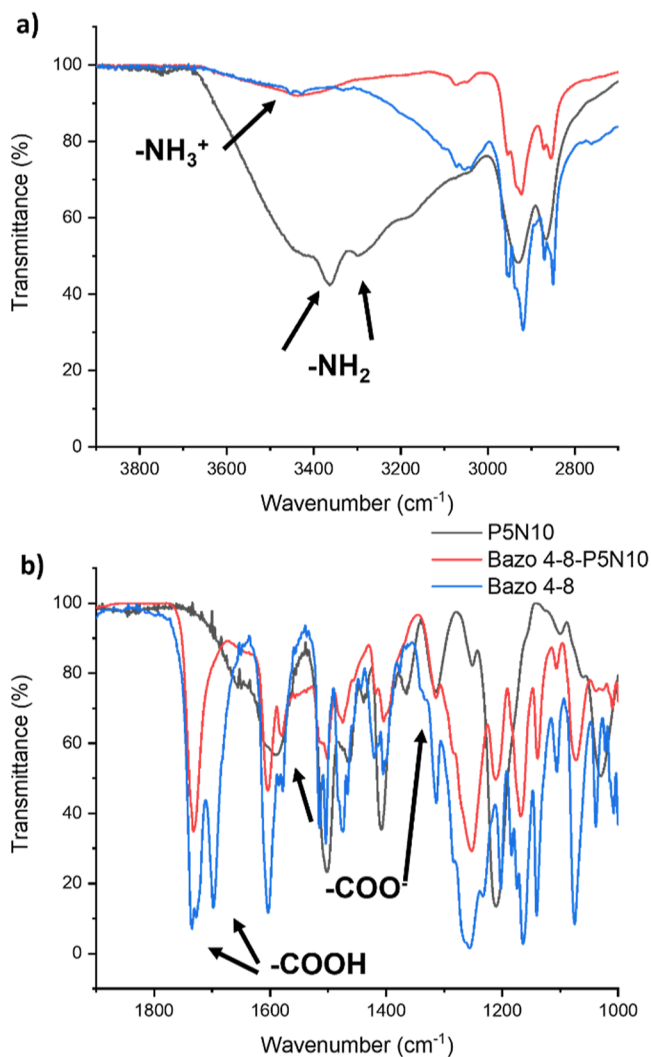 a)
100
80
60
40
20
0
Transmittance (%)
-NH₃⁺
-NH₂
3800 3600 3400 3200 3000 2800
Wavenumber (cm⁻¹)
P5N10
Bazo 4-8-P5N10
Bazo 4-8
b)
100
80
60
40
20
0
Transmittance (%)
-COO⁻
-COOH
1800 1600 1400 1200 1000
Wavenumber (cm⁻¹)